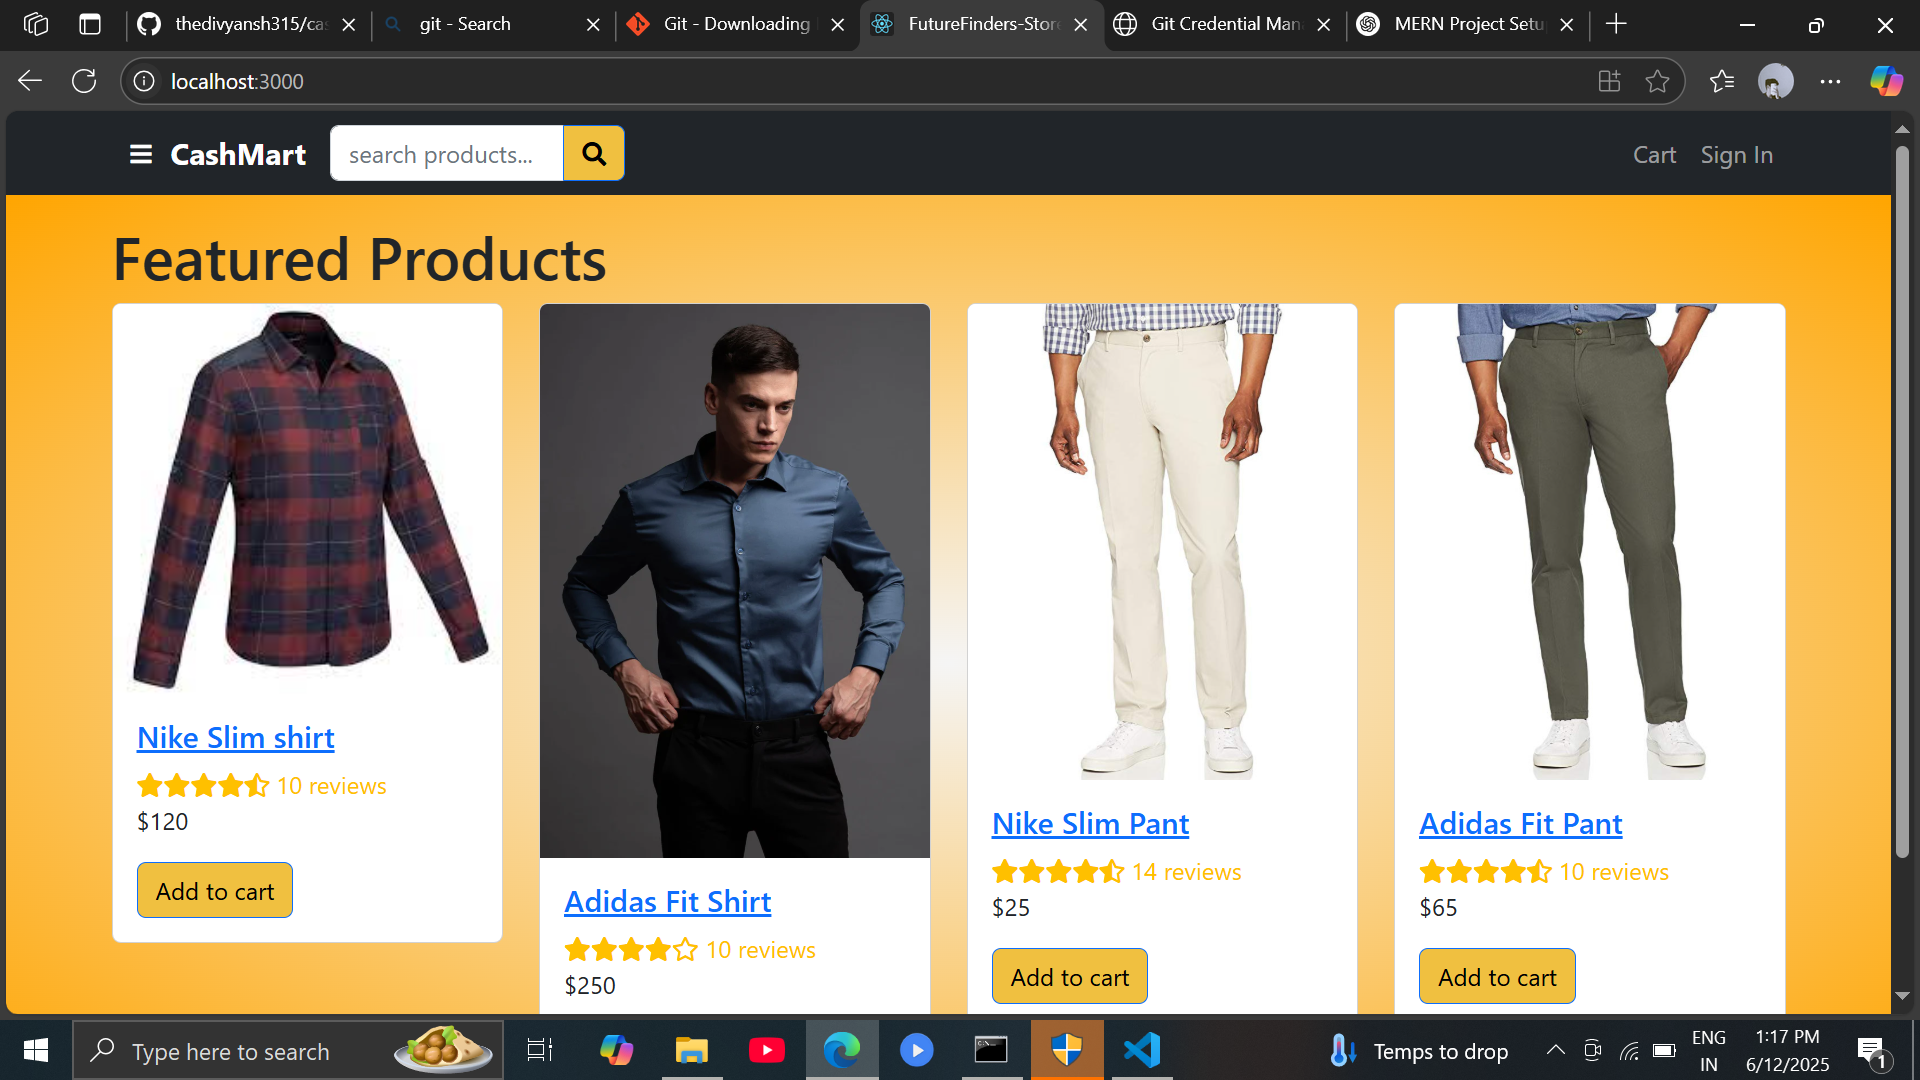 thedivyansh315/cas
git - Search
Git - Downloading
FutureFinders-Store
Git Credential Man
MERN Project Setu
localhost:3000
CashMart
search products...
Cart
Sign In
Featured Products
Nike Slim shirt
10 reviews
$120
Add to cart
Adidas Fit Shirt
10 reviews
$250
Nike Slim Pant
14 reviews
$25
Add to cart
Adidas Fit Pant
10 reviews
$65
Add to cart
Type here to search
Temps to drop
ENG
IN
1:17 PM
6/12/2025
1